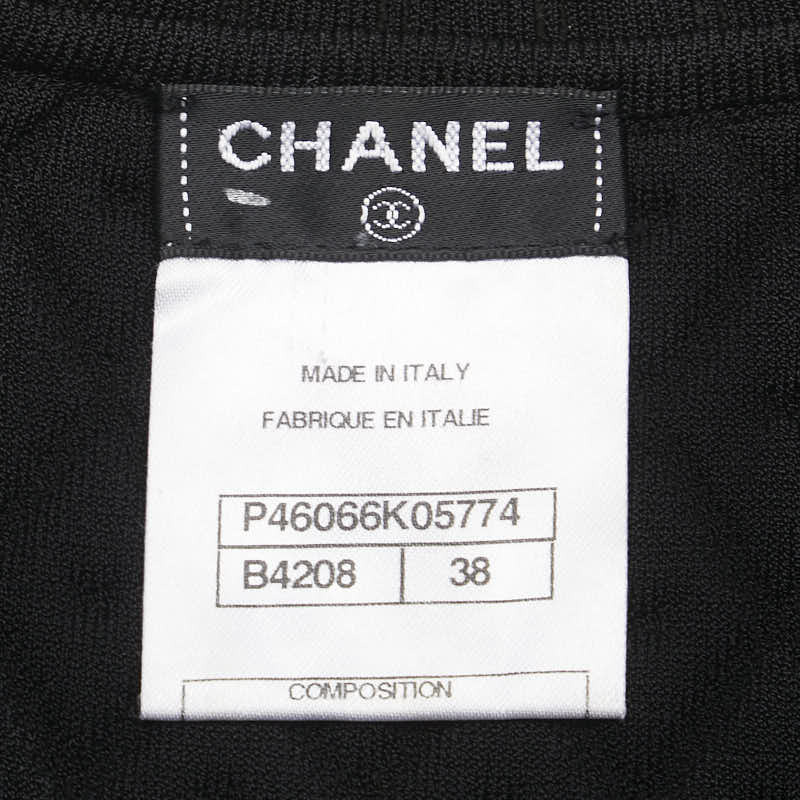 CHANEL
MADE IN ITALY
FABRIQUE EN ITALIE
P46066K05774
B4208 38
COMPOSITION